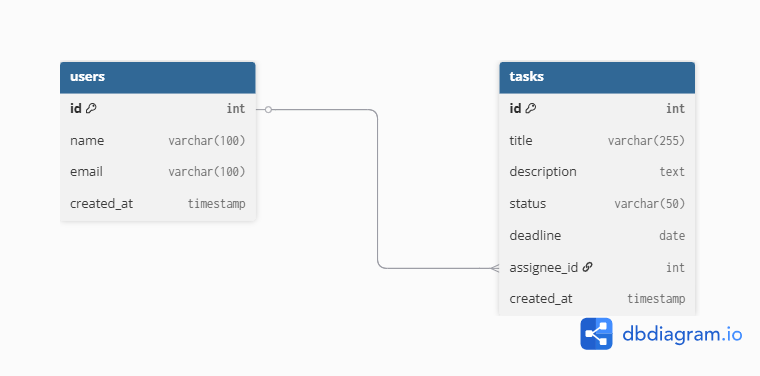 users
id int
name varchar(100)
email varchar(100)
created_at timestamp
tasks
id int
title varchar(255)
description text
status varchar(50)
deadline date
assignee_id int
created_at timestamp
dbdiagram.io